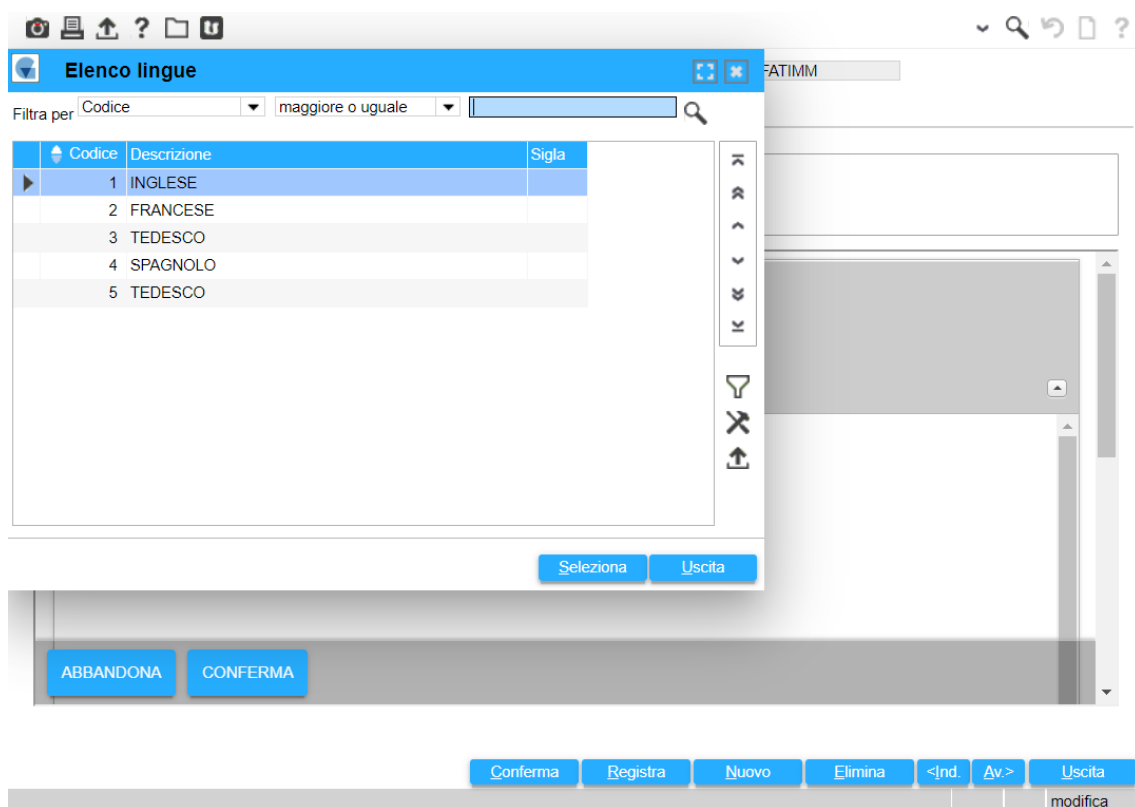 Elenco lingue
FATIMM
Filtra per Codice maggiore o uguale
Codice Descrizione Sigla
1 INGLESE
2 FRANCESE
3 TEDESCO
4 SPAGNOLO
5 TEDESCO
Seleziona Uscita
ABBANDONA CONFERMA
Conferma Registra Nuovo Elimina <Ind. Av.> Uscita
modifica